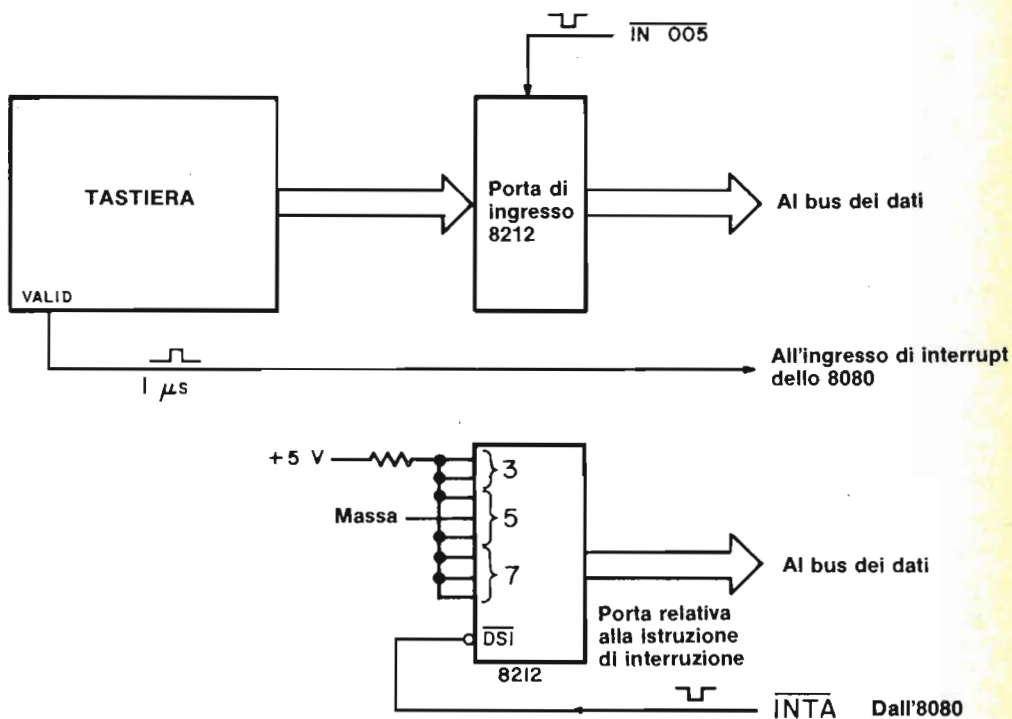 IN 005
TASTIERA
Porta di
ingresso
8212
Al bus dei dati
VALID
1 µs
All'ingresso di interrupt
dello 8080
+5 V
3
Massa
5
7
Al bus dei dati
DS1
8212
Porta relativa
alla istruzione
di interruzione
INTA
Dall'8080